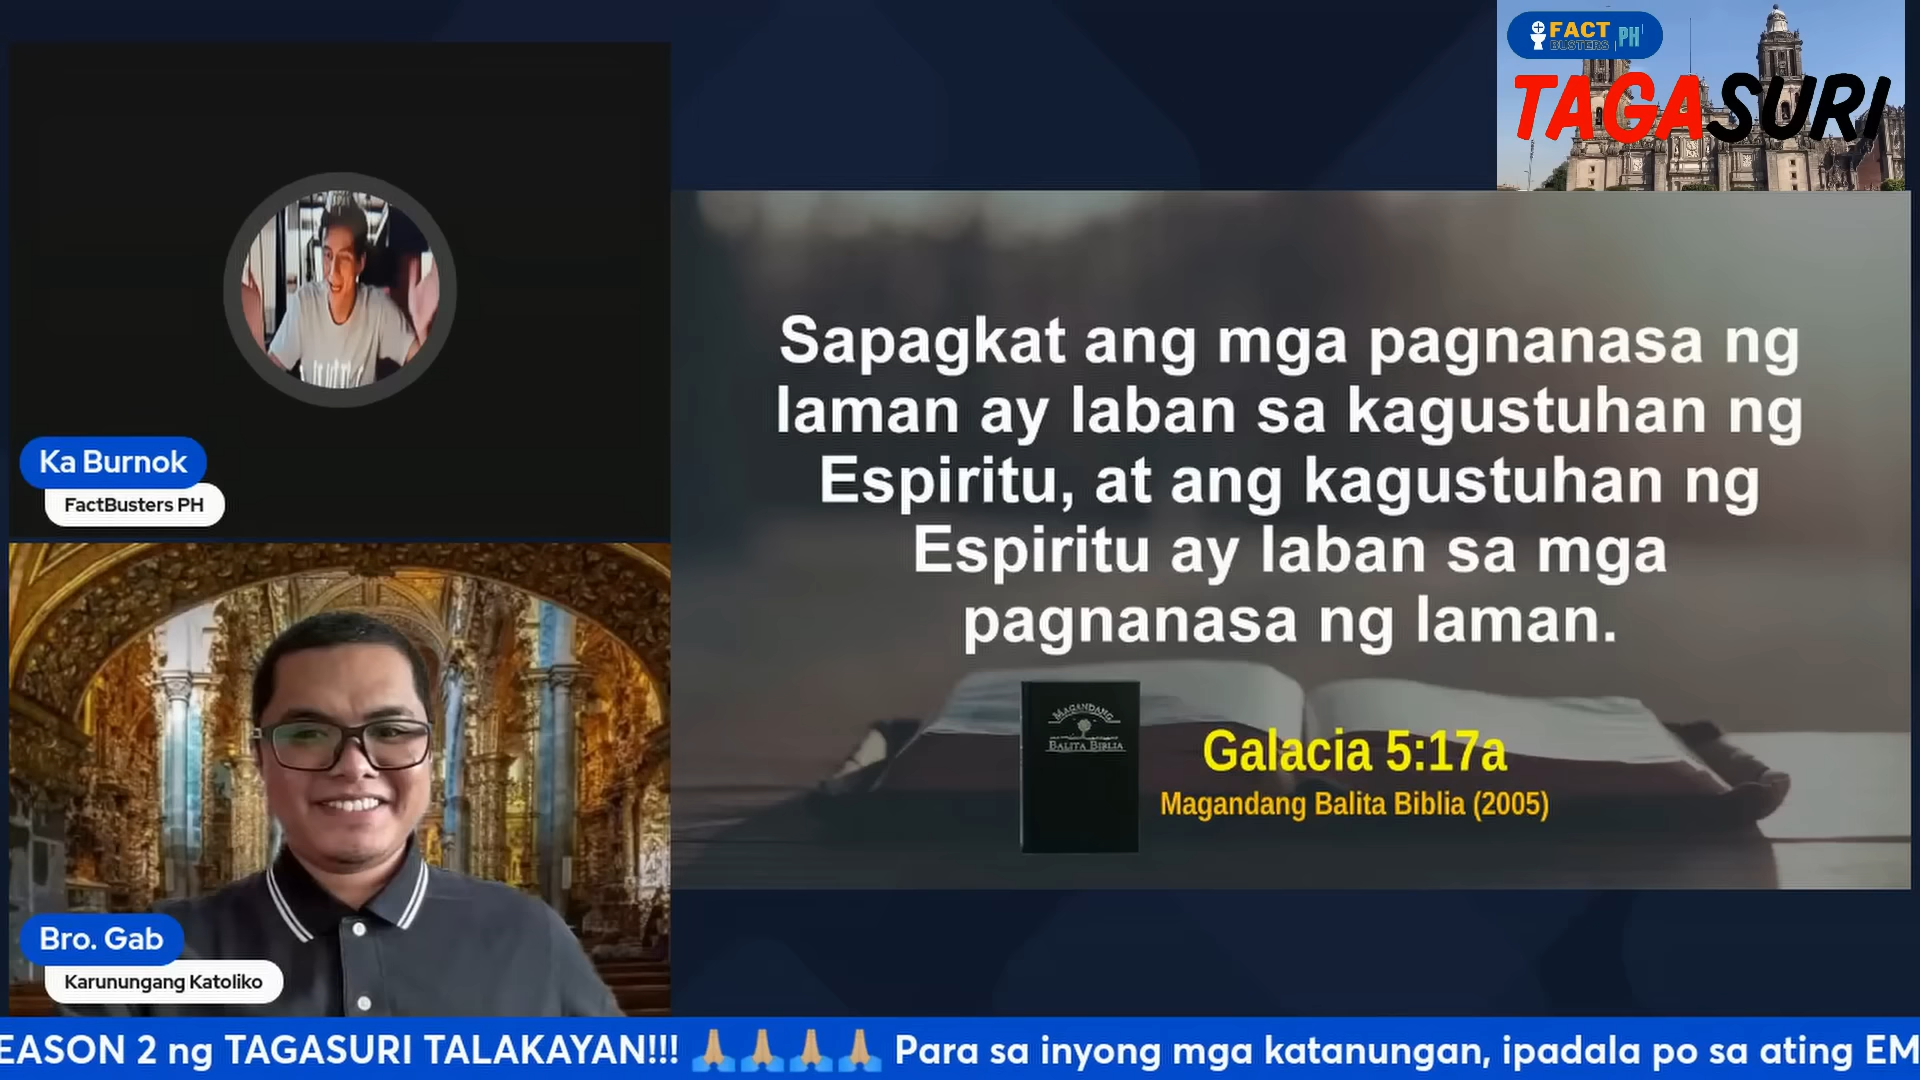 FACT
BUSTERS | PH
TAGASURI
Ka Burnok
FactBusters PH
Sapagkat ang mga pagnanasa ng
laman ay laban sa kagustuhan ng
Espiritu, at ang kagustuhan ng
Espiritu ay laban sa mga
pagnanasa ng laman.
MAGANDANG
BALITA BIBLIA
Galacia 5:17a
Magandang Balita Biblia (2005)
Bro. Gab
Karunungang Katoliko
EASON 2 ng TAGASURI TALAKAYAN!!! 🙏🙏🙏🙏 Para sa inyong mga katanungan, ipadala po sa ating EM